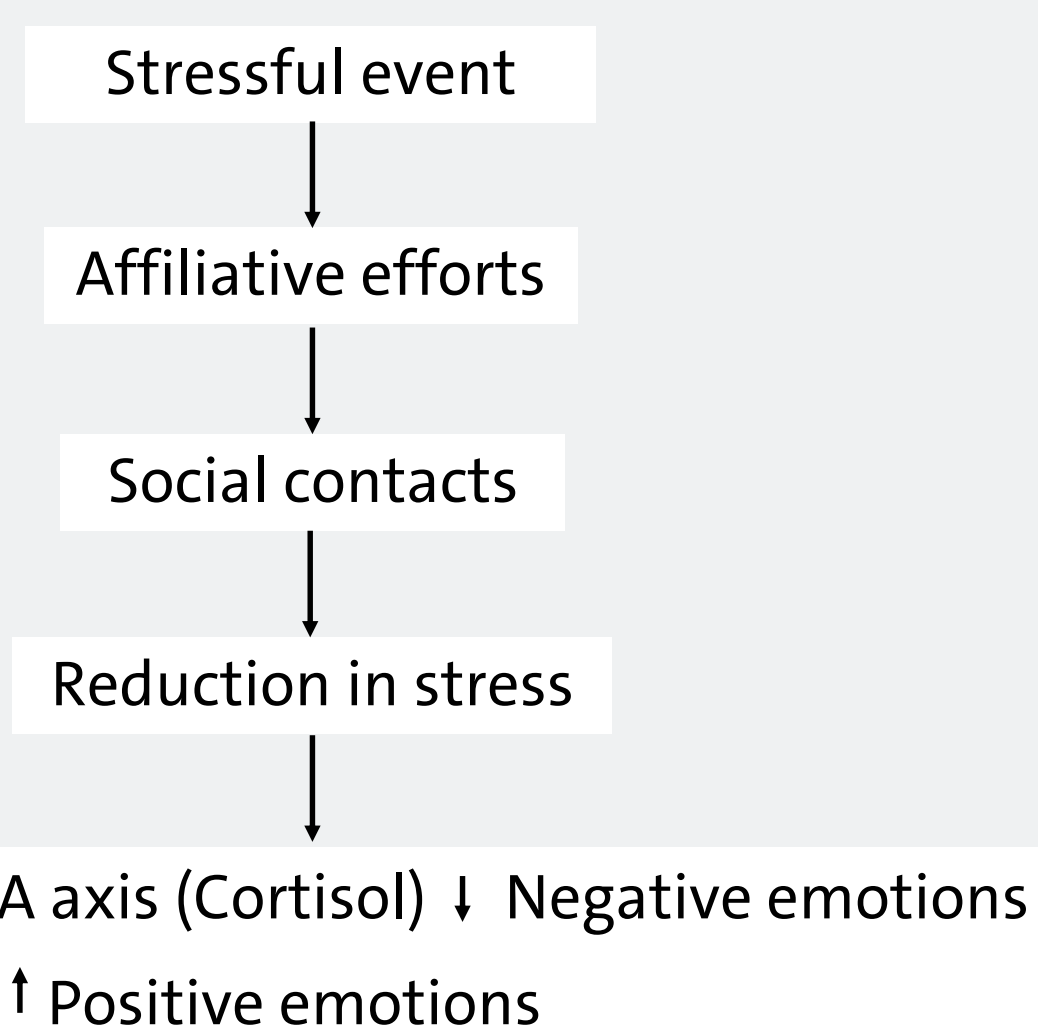 Stressful event
Affiliative efforts
Social contacts
Reduction in stress
A axis (Cortisol) ↓ Negative emotions
↑ Positive emotions